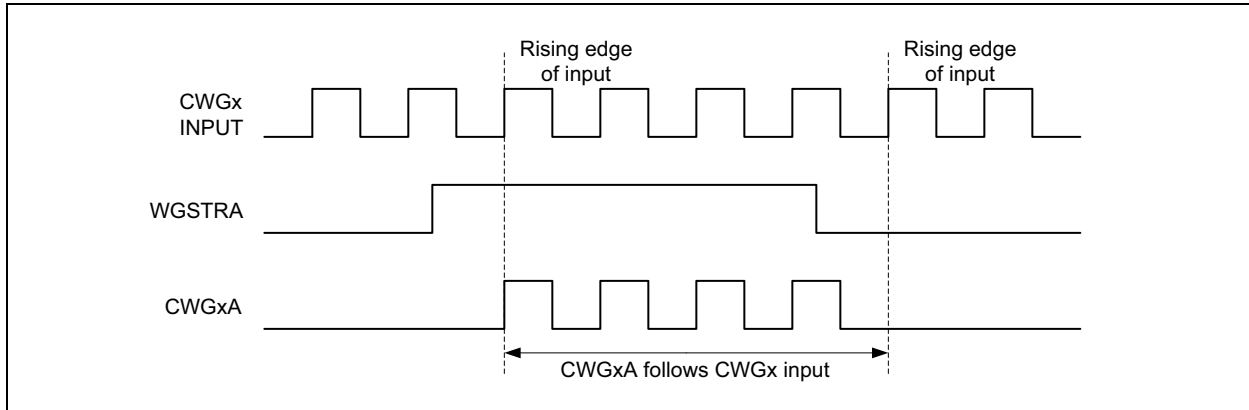 Rising edge
of input
Rising edge
of input
CWGx
INPUT
WGSTRA
CWGxA
CWGxA follows CWGx input